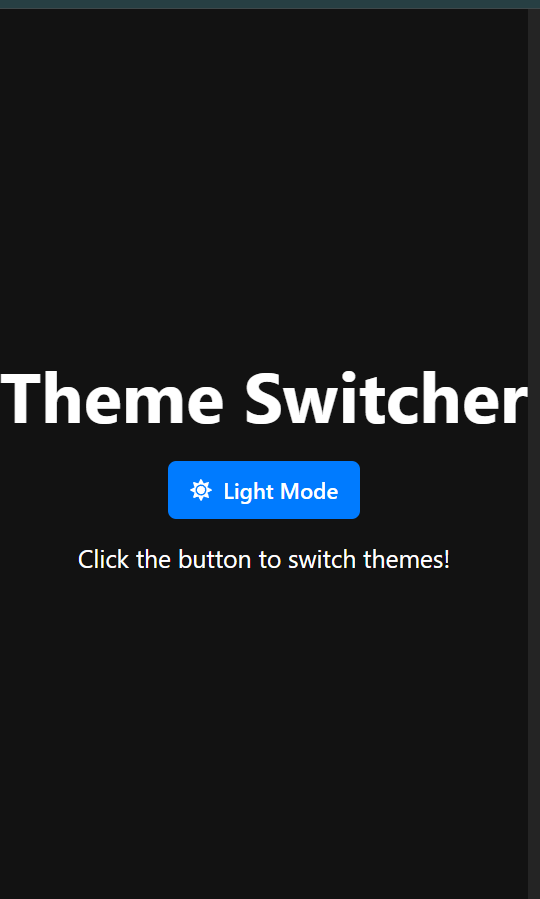 Theme Switcher
Light Mode
Click the button to switch themes!